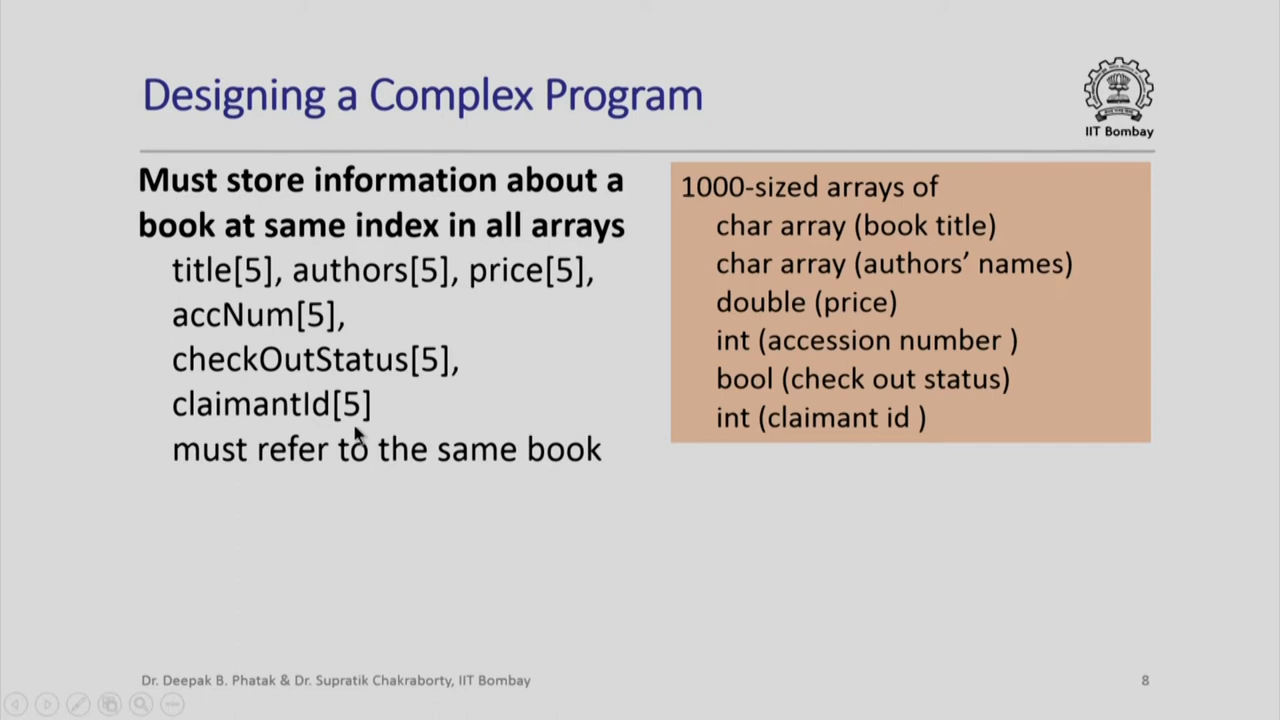 Designing a Complex Program
IIT Bombay
Must store information about a
book at same index in all arrays
title[5], authors[5], price[5],
accNum[5],
checkOutStatus[5],
claimantId[5]
must refer to the same book
1000-sized arrays of
char array (book title)
char array (authors’ names)
double (price)
int (accession number )
bool (check out status)
int (claimant id )
Dr. Deepak B. Phatak & Dr. Supratik Chakraborty, IIT Bombay
8